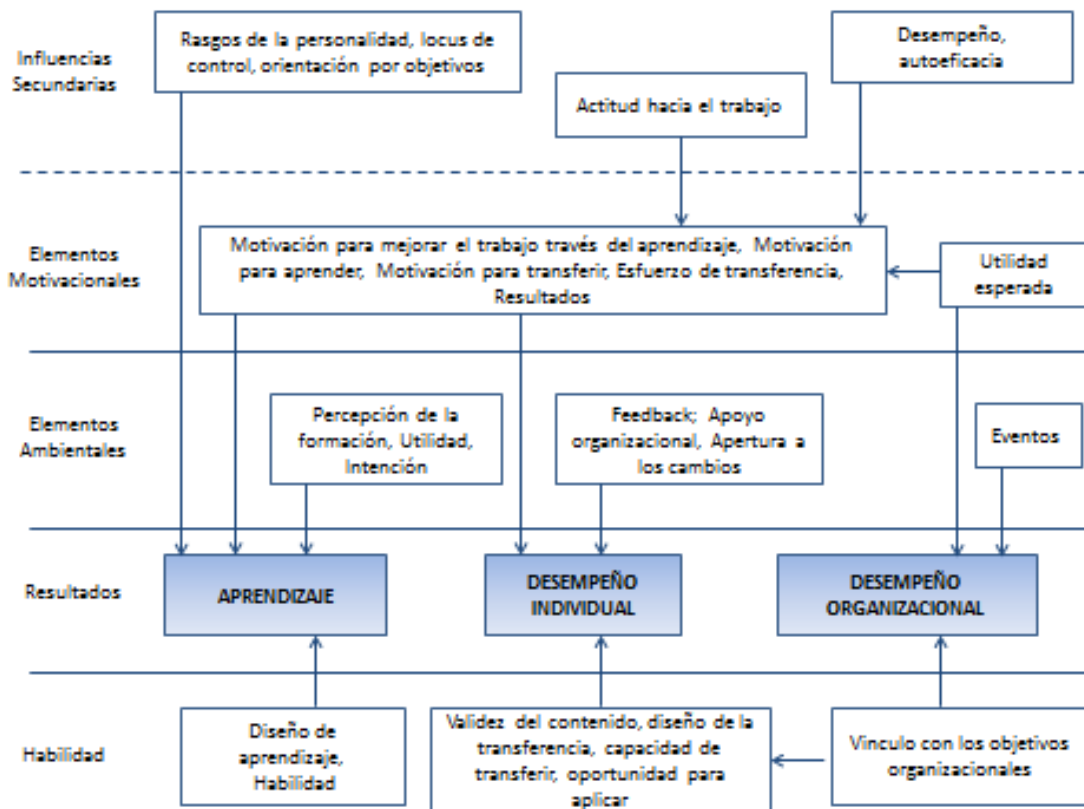 Influencias
Secundarias
Rasgos de la personalidad, locus de
control, orientación por objetivos
Actitud hacia el trabajo
Desempeño,
autoeficacia
Elementos
Motivacionales
Motivación para mejorar el trabajo través del aprendizaje, Motivación
para aprender, Motivación para transferir, Esfuerzo de transferencia,
Resultados
Utilidad
esperada
Elementos
Ambientales
Percepción de la
formación, Utilidad,
Intención
Feedback; Apoyo
organizacional, Apertura a
los cambios
Eventos
Resultados
APRENDIZAJE
DESEMPEÑO
INDIVIDUAL
DESEMPEÑO
ORGANIZACIONAL
Habilidad
Diseño de
aprendizaje,
Habilidad
Validez del contenido, diseño de la
transferencia, capacidad de
transferir, oportunidad para
aplicar
Vinculo con los objetivos
organizacionales